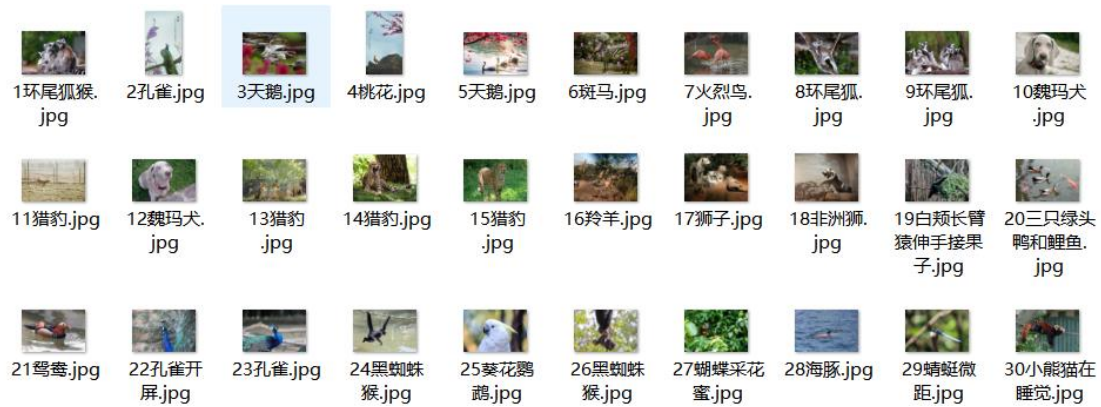 1环尾狐猴.
jpg
2孔雀.jpg
3天鹅.jpg
4桃花.jpg
5天鹅.jpg
6斑马.jpg
7火烈鸟.
jpg
8环尾狐.
jpg
9环尾狐.
jpg
10魏玛犬
.jpg
11猎豹.jpg
12魏玛犬.
jpg
13猎豹
.jpg
14猎豹.jpg
15猎豹
.jpg
16羚羊.jpg
17狮子.jpg
18非洲狮.
jpg
19白颊长臂
猿伸手接果
子.jpg
20三只绿头
鸭和鲤鱼.
jpg
21鸳鸯.jpg
22孔雀开
屏.jpg
23孔雀.jpg
24黑蜘蛛
猴.jpg
25葵花鹦
鹉.jpg
26黑蜘蛛
猴.jpg
27蝴蝶采花
蜜.jpg
28海豚.jpg
29蜻蜓微
距.jpg
30小熊猫在
睡觉.jpg